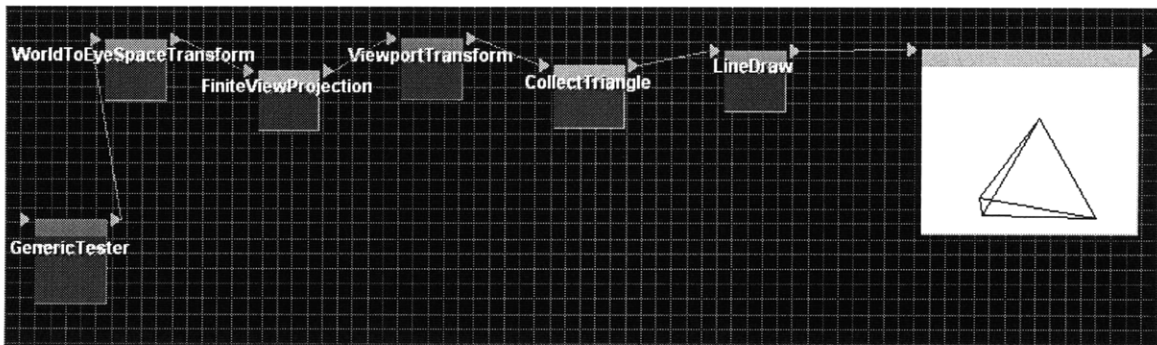 WorldToEyeSpaceTransform
FiniteViewProjection
ViewportTransform
CollectTriangle
LineDraw
GenericTester